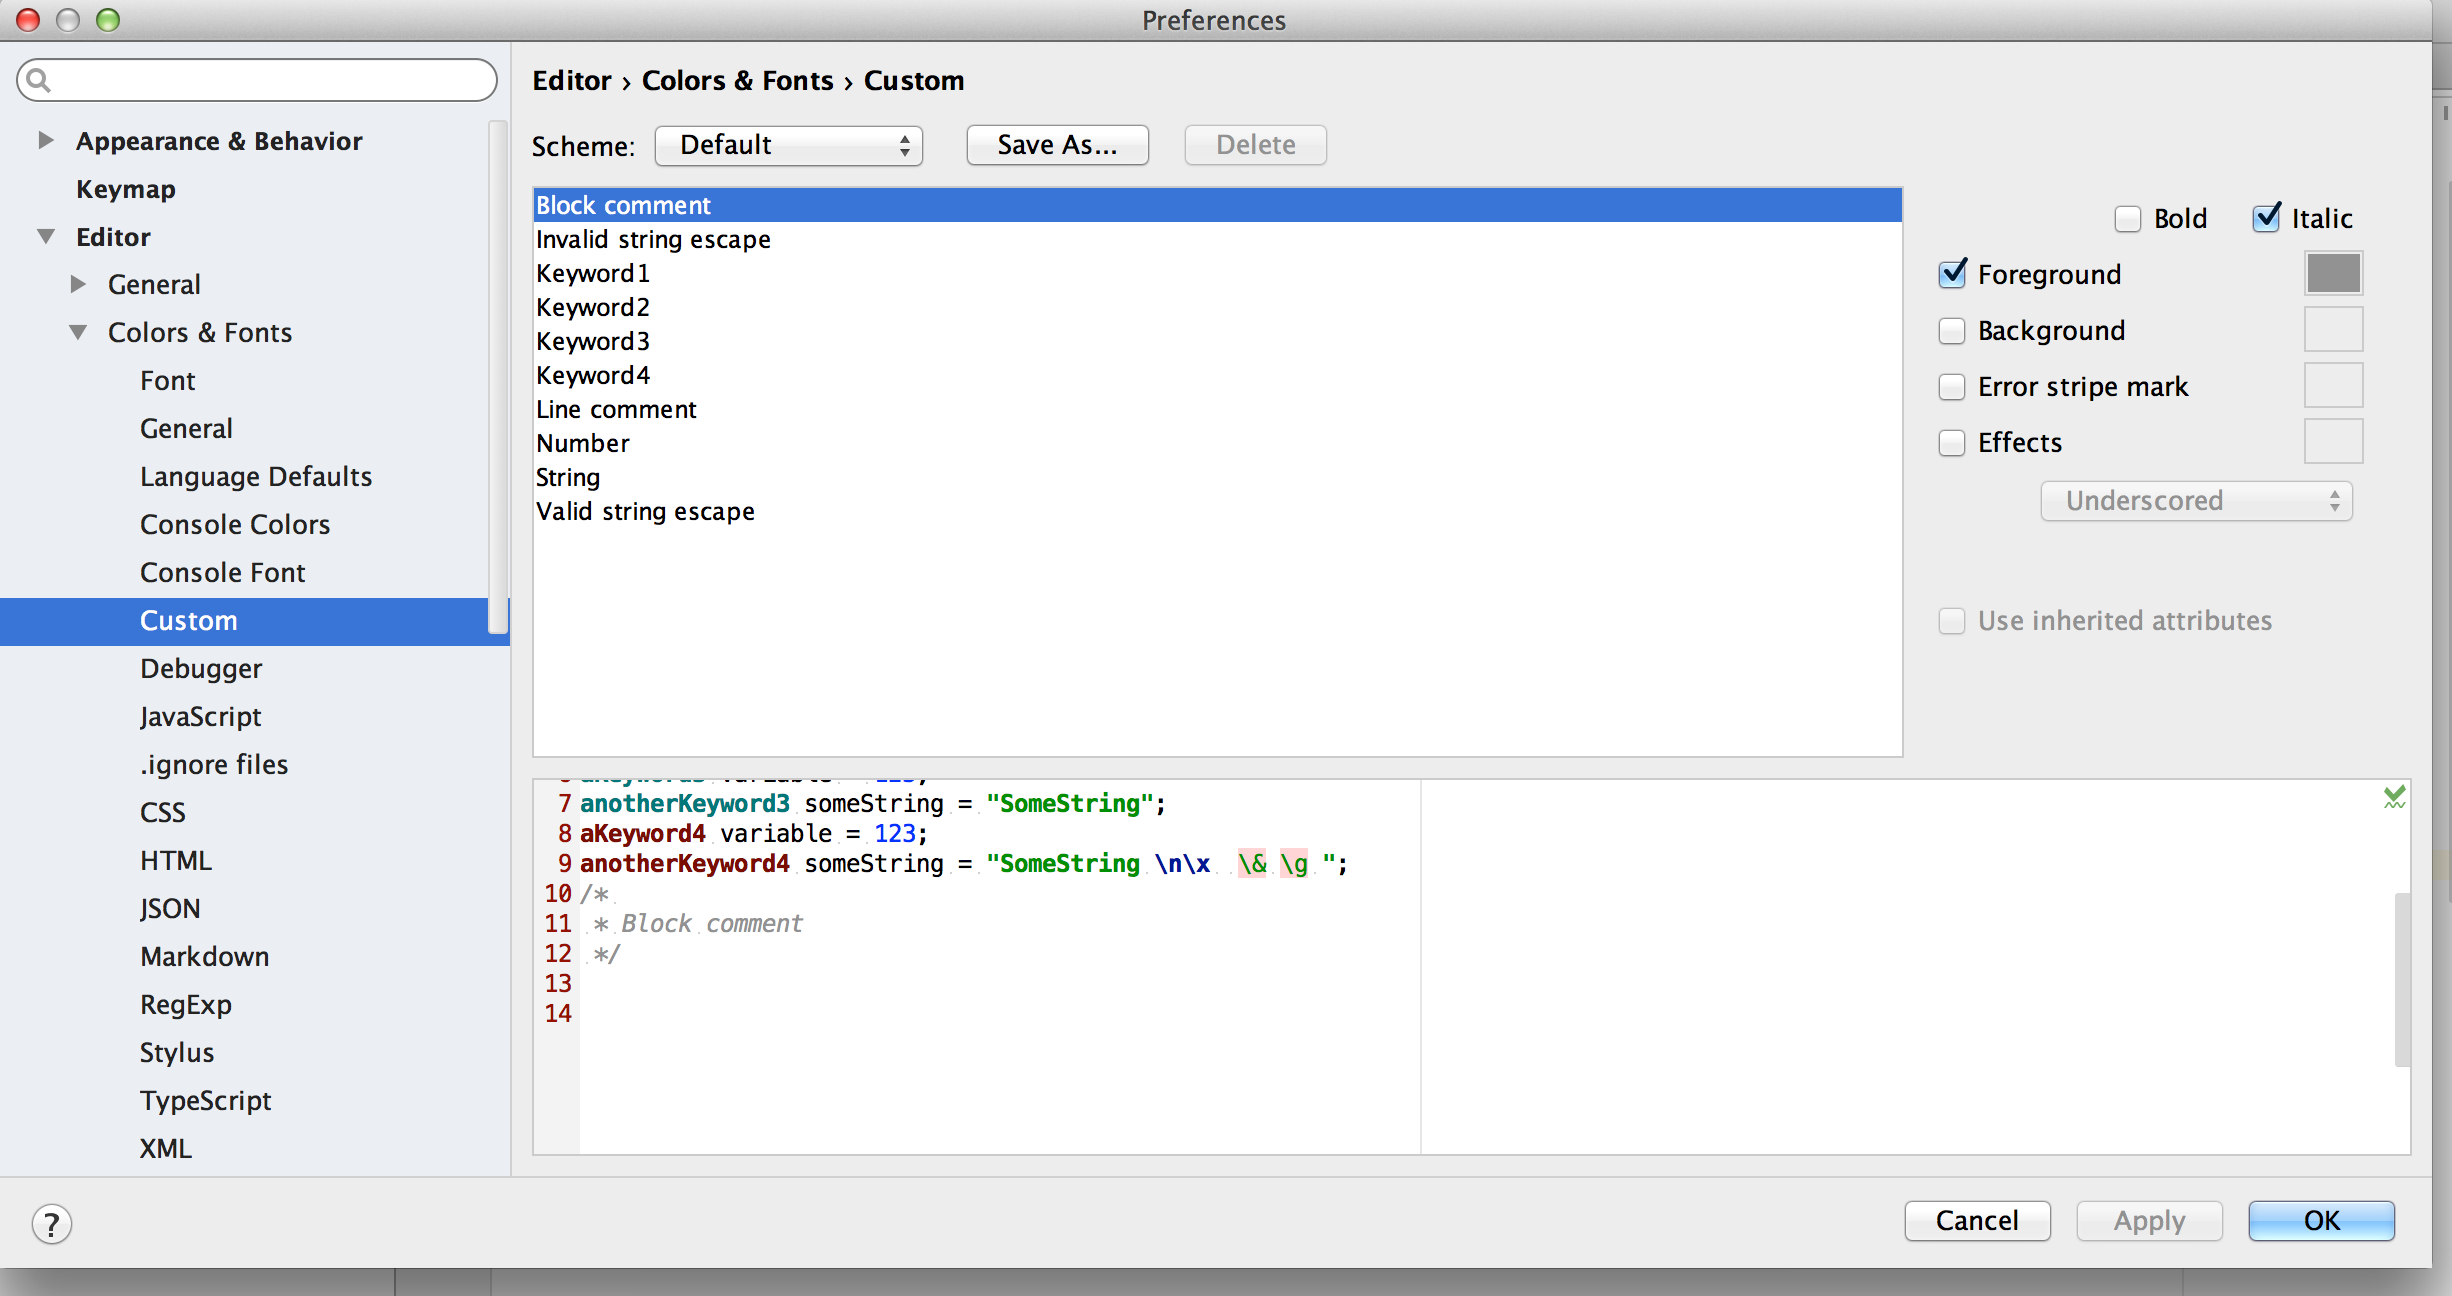 Preferences
Appearance & Behavior
Keymap
Editor
General
Colors & Fonts
Font
General
Language Defaults
Console Colors
Console Font
Custom
Debugger
JavaScript
.ignore files
CSS
HTML
JSON
Markdown
RegExp
Stylus
TypeScript
XML
Editor › Colors & Fonts › Custom
Scheme: Default Save As... Delete
Block comment
Invalid string escape
Keyword1
Keyword2
Keyword3
Keyword4
Line comment
Number
String
Valid string escape
Bold Italic
Foreground
Background
Error stripe mark
Effects
Underscored
Use inherited attributes
7 anotherKeyword3 someString = "SomeString";
8 aKeyword4 variable = 123;
9 anotherKeyword4 someString = "SomeString \n\x \& \g ";
10 /*
11 * Block comment
12 */
13
14
? Cancel Apply OK